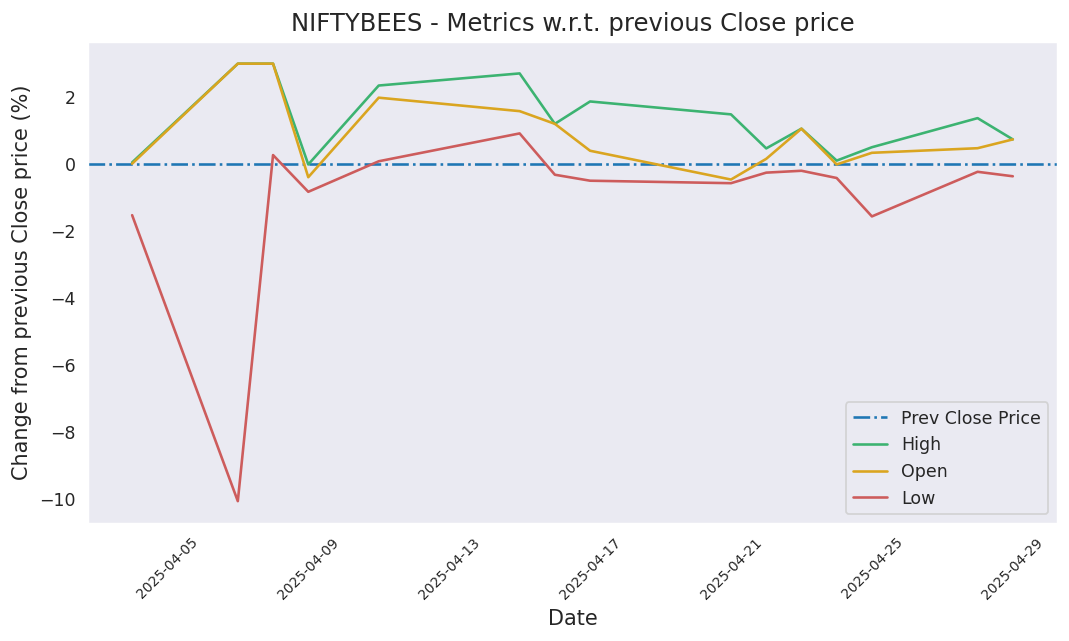 NIFTYBEES - Metrics w.r.t. previous Close price
Change from previous Close price (%)
2
0
−2
−4
−6
−8
−10
Prev Close Price
High
Open
Low
2025-04-05
2025-04-09
2025-04-13
2025-04-17
2025-04-21
2025-04-25
2025-04-29
Date